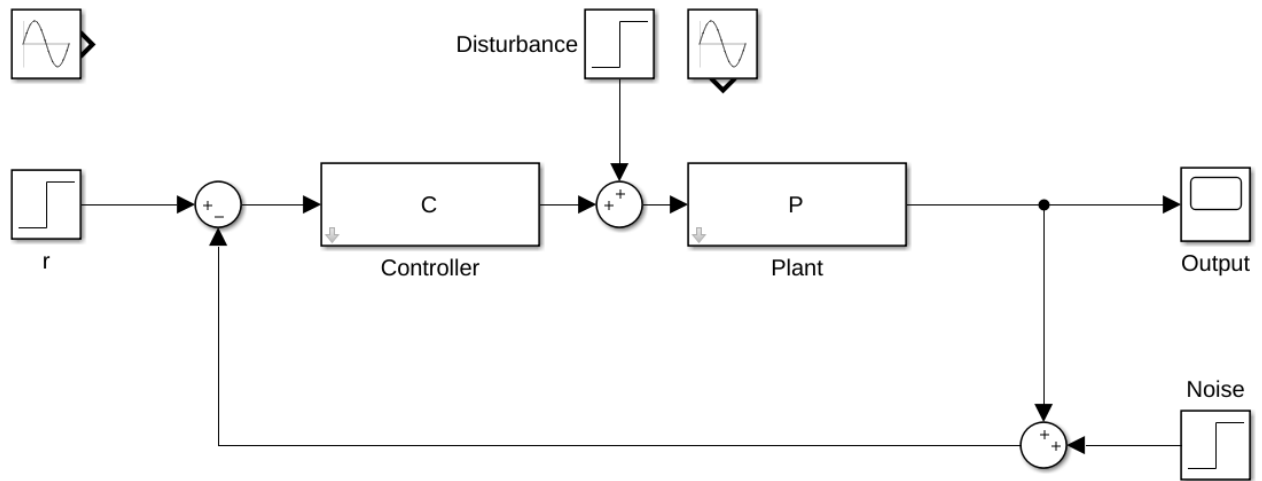 Disturbance
r
C
Controller
P
Plant
Output
Noise